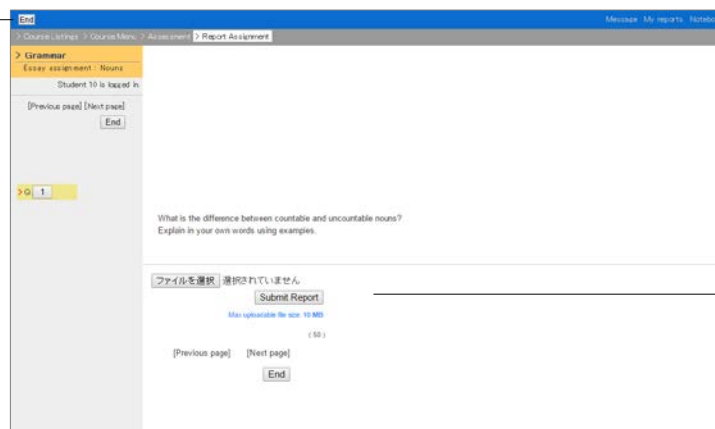 End
Message My reports Notebo
> Course Listings > Course Menu > Assessment > Report Assignment
> Grammar
Essay assignment : Nouns
Student 10 is logged in
[Previous page] [Next page]
End
> Q. 1
What is the difference between countable and uncountable nouns?
Explain in your own words using examples.
ファイルを選択 選択されていません
Submit Report
Max uploadable file size: 10 MB
( 50 )
[Previous page] [Next page]
End